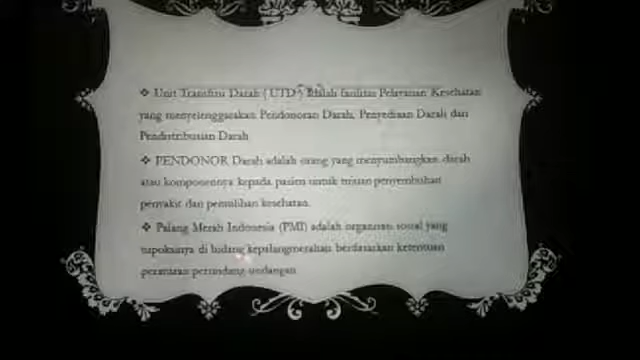 ❖ Unit Transfusi Darah ( UTD ) adalah fasilitas Pelayanan Kesehatan
yang menyelenggarakan Pendonoran Darah, Penyediaan Darah dan
Pendistribusian Darah
❖ PENDONOR Darah adalah orang yang menyumbangkan darah
atau komponennya kepada pasien untuk tujuan penyembuhan
penyakit dan pemulihan kesehatan.
❖ Palang Merah Indonesia (PMI) adalah organisasi sosial yang
tupoksinya di bidang kepalangmerahan berdasarkan ketentuan
peraturan perundang-undangan